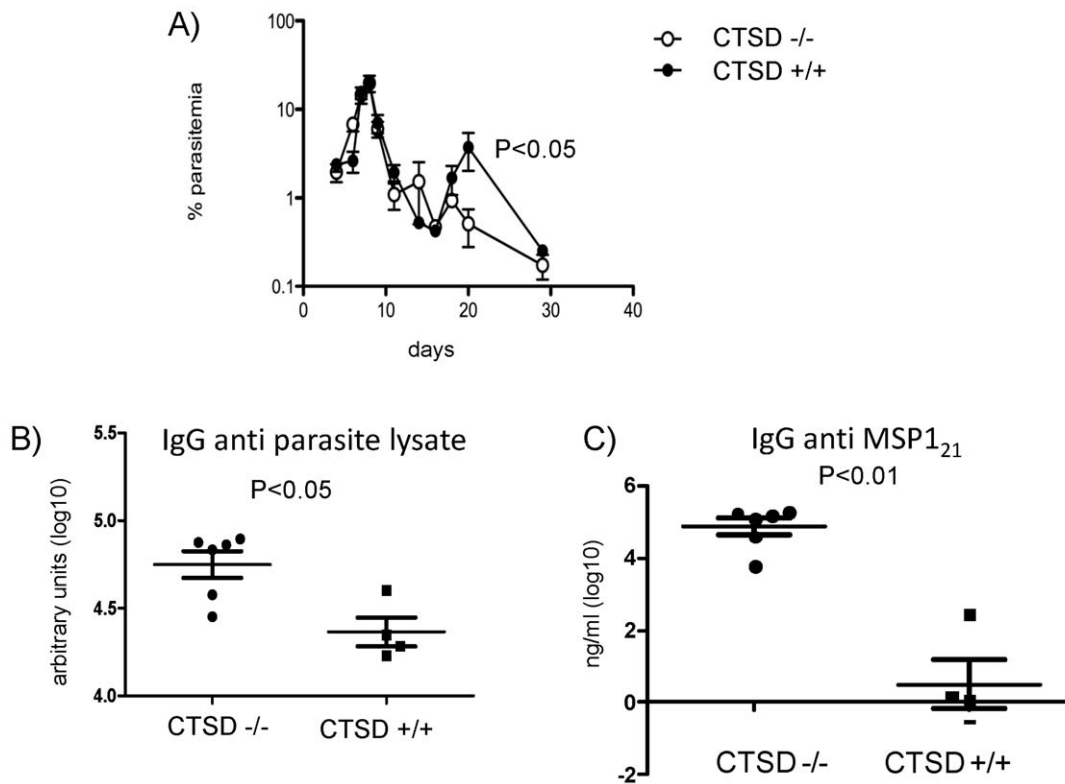 A)
100
10
1
0.1
% parasitemia
P<0.05
0
10
20
30
40
days
CTSD -/-
CTSD +/+
B)
IgG anti parasite lysate
P<0.05
5.5
5.0
4.5
4.0
arbitrary units (log10)
CTSD -/-
CTSD +/+
C)
IgG anti MSP1₂₁
P<0.01
6
4
2
0
-2
ng/ml (log10)
CTSD -/-
CTSD +/+